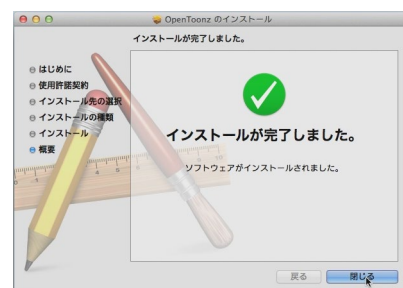 OpenToonz のインストール
インストールが完了しました。
はじめに
使用許諾契約
インストール先の選択
インストールの種類
インストール
概要
インストールが完了しました。
ソフトウェアがインストールされました。
戻る
閉じる